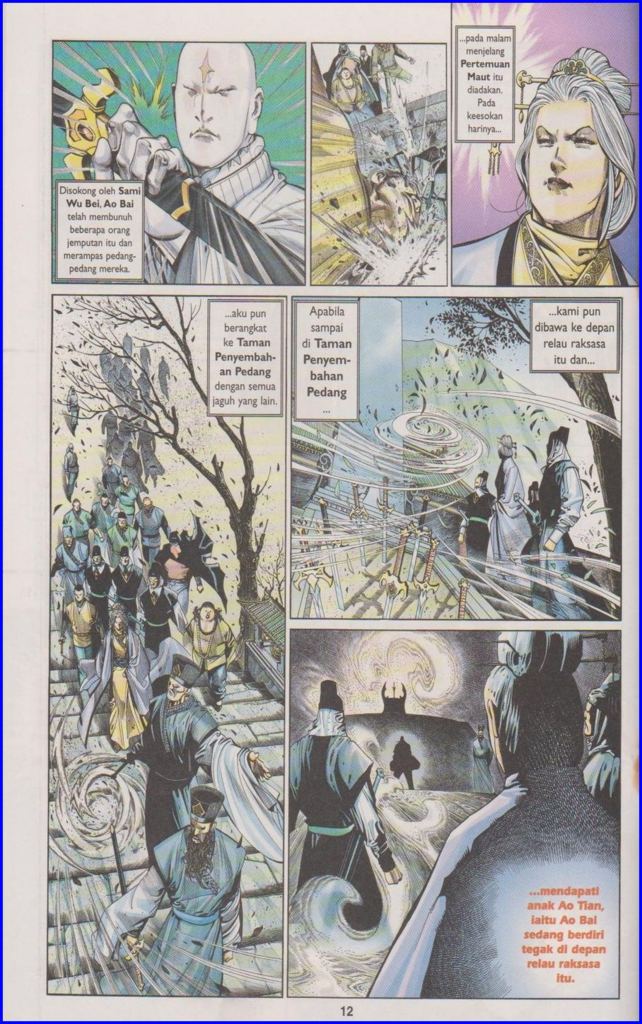 Disokong oleh Sami
Wu Bei, Ao Bai
telah membunuh
beberapa orang
jemputan itu dan
merampas pedang-
pedang mereka.
...pada malam
menjelang
Pertemuan
Maut itu
diadakan.
Pada
keesokan
harinya...
...aku pun
berangkat
ke Taman
Penyembah-
an Pedang
dengan semua
jaguh yang lain.
Apabila
sampai
di Taman
Penyem-
bahan
Pedang
...
...kami pun
dibawa ke depan
relau raksasa
itu dan...
...mendapati
anak Ao Tian,
iaitu Ao Bai
sedang berdiri
tegak di depan
relau raksasa
itu.
12